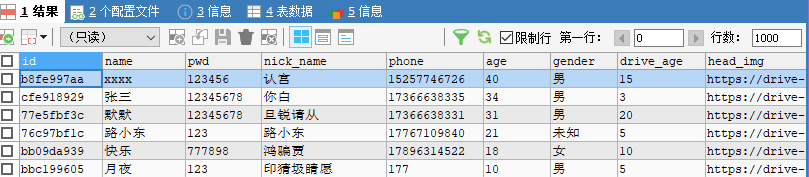 1 结果 2 个配置文件 3 信息 4 表数据 5 信息
(只读) 限制行 第一行: 0 行数: 1000
id name pwd nick_name phone age gender drive_age head_img
b8fe997aa xxxx 123456 认宫 15257746726 40 男 15 https://drive-
cfe918929 张三 12345678 你白 17366638335 34 男 3 https://drive-
77e5fbf3c 默默 12345678 旦锐请从 17366638331 31 男 20 https://drive-
76c97bf1c 路小东 123 路小东 17767109840 21 未知 5 https://drive-
bb09da939 快乐 777898 鸿骗贾 17896314522 18 女 10 https://drive-
bbc199605 月夜 123 印猜圾睛愿 177 10 男 5 https://drive-